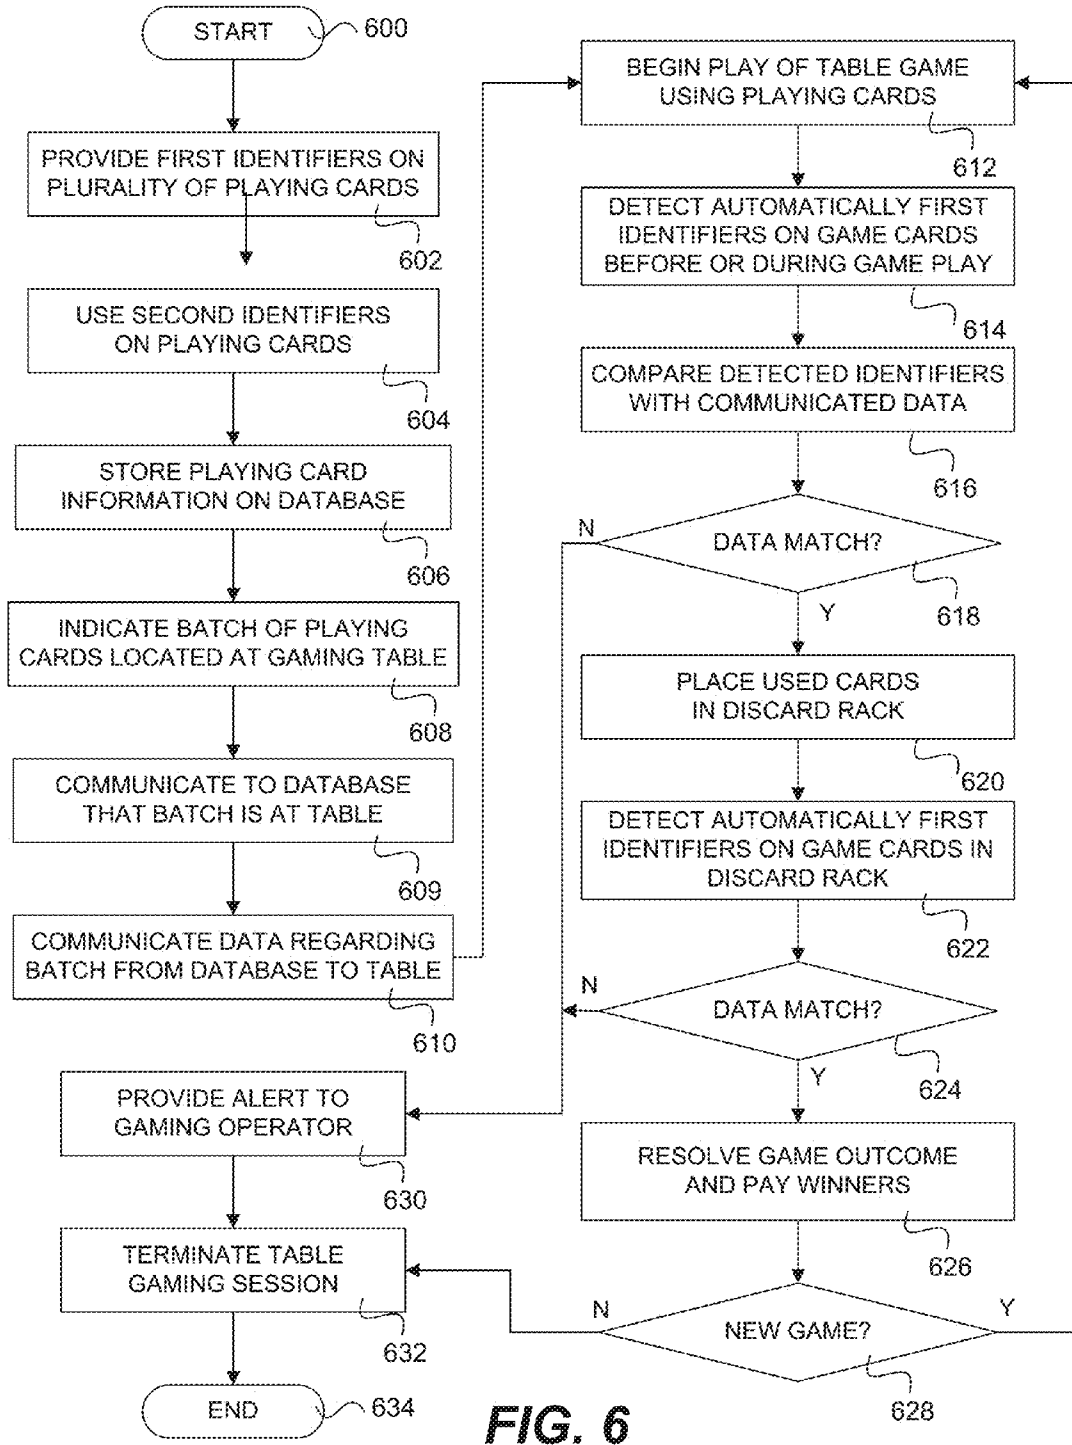 START
600
PROVIDE FIRST IDENTIFIERS ON
PLURALITY OF PLAYING CARDS
602
USE SECOND IDENTIFIERS
ON PLAYING CARDS
604
STORE PLAYING CARD
INFORMATION ON DATABASE
606
INDICATE BATCH OF PLAYING
CARDS LOCATED AT GAMING TABLE
608
COMMUNICATE TO DATABASE
THAT BATCH IS AT TABLE
609
COMMUNICATE DATA REGARDING
BATCH FROM DATABASE TO TABLE
610
BEGIN PLAY OF TABLE GAME
USING PLAYING CARDS
612
DETECT AUTOMATICALLY FIRST
IDENTIFIERS ON GAME CARDS
BEFORE OR DURING GAME PLAY
614
COMPARE DETECTED IDENTIFIERS
WITH COMMUNICATED DATA
616
N
DATA MATCH?
618
Y
PLACE USED CARDS
IN DISCARD RACK
620
DETECT AUTOMATICALLY FIRST
IDENTIFIERS ON GAME CARDS IN
DISCARD RACK
622
N
DATA MATCH?
624
Y
RESOLVE GAME OUTCOME
AND PAY WINNERS
626
N
NEW GAME?
Y
628
PROVIDE ALERT TO
GAMING OPERATOR
630
TERMINATE TABLE
GAMING SESSION
632
END
634
FIG. 6